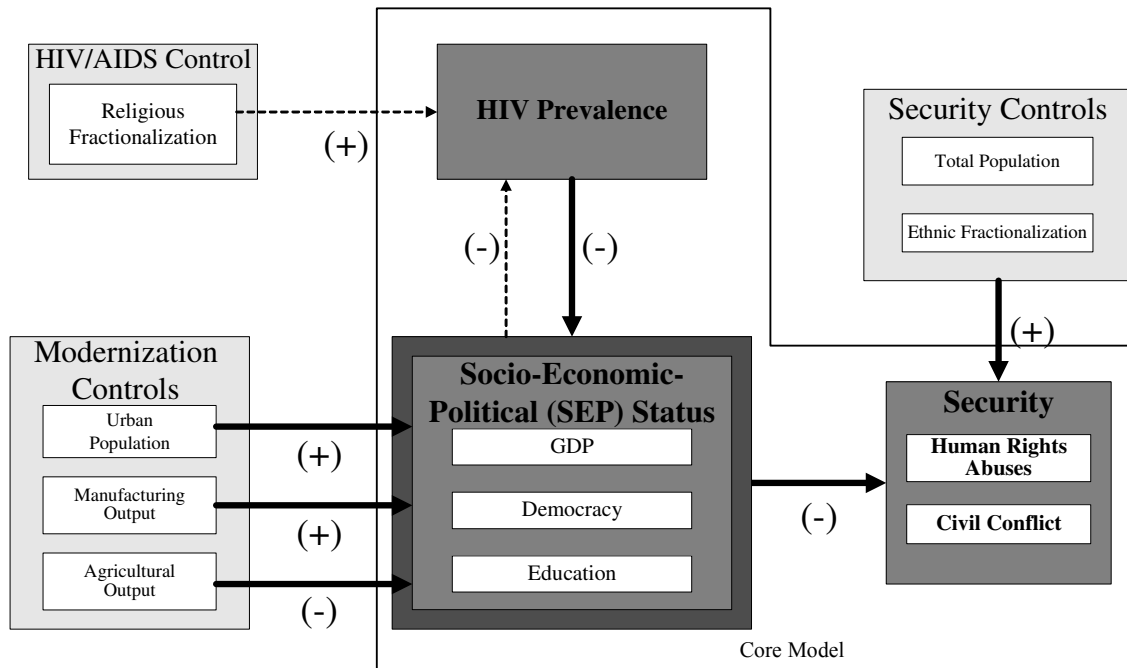 HIV/AIDS Control
Religious
Fractionalization
(+)
HIV Prevalence
Security Controls
Total Population
Ethnic Fractionalization
(-)
(-)
(+)
Modernization
Controls
Urban
Population
(+)
Manufacturing
Output
(+)
Agricultural
Output
(-)
Socio-Economic-
Political (SEP) Status
GDP
Democracy
Education
(-)
Security
Human Rights
Abuses
Civil Conflict
Core Model